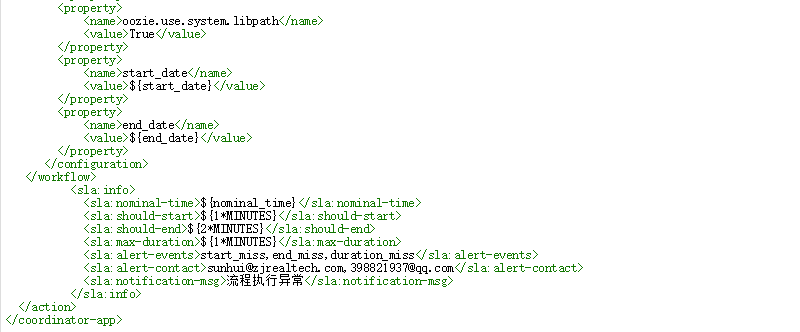 <property>
<name>oozie.use.system.libpath</name>
<value>True</value>
</property>
<property>
<name>start_date</name>
<value>${start_date}</value>
</property>
<property>
<name>end_date</name>
<value>${end_date}</value>
</property>
</configuration>
</workflow>
<sla:info>
<sla:nominal-time>${nominal_time}</sla:nominal-time>
<sla:should-start>${1*MINUTES}</sla:should-start>
<sla:should-end>${2*MINUTES}</sla:should-end>
<sla:max-duration>${1*MINUTES}</sla:max-duration>
<sla:alert-events>start_miss,end_miss,duration_miss</sla:alert-events>
<sla:alert-contact>sunhui@zjrealtech.com,398821937@qq.com</sla:alert-contact>
<sla:notification-msg>流程执行异常</sla:notification-msg>
</sla:info>
</action>
</coordinator-app>